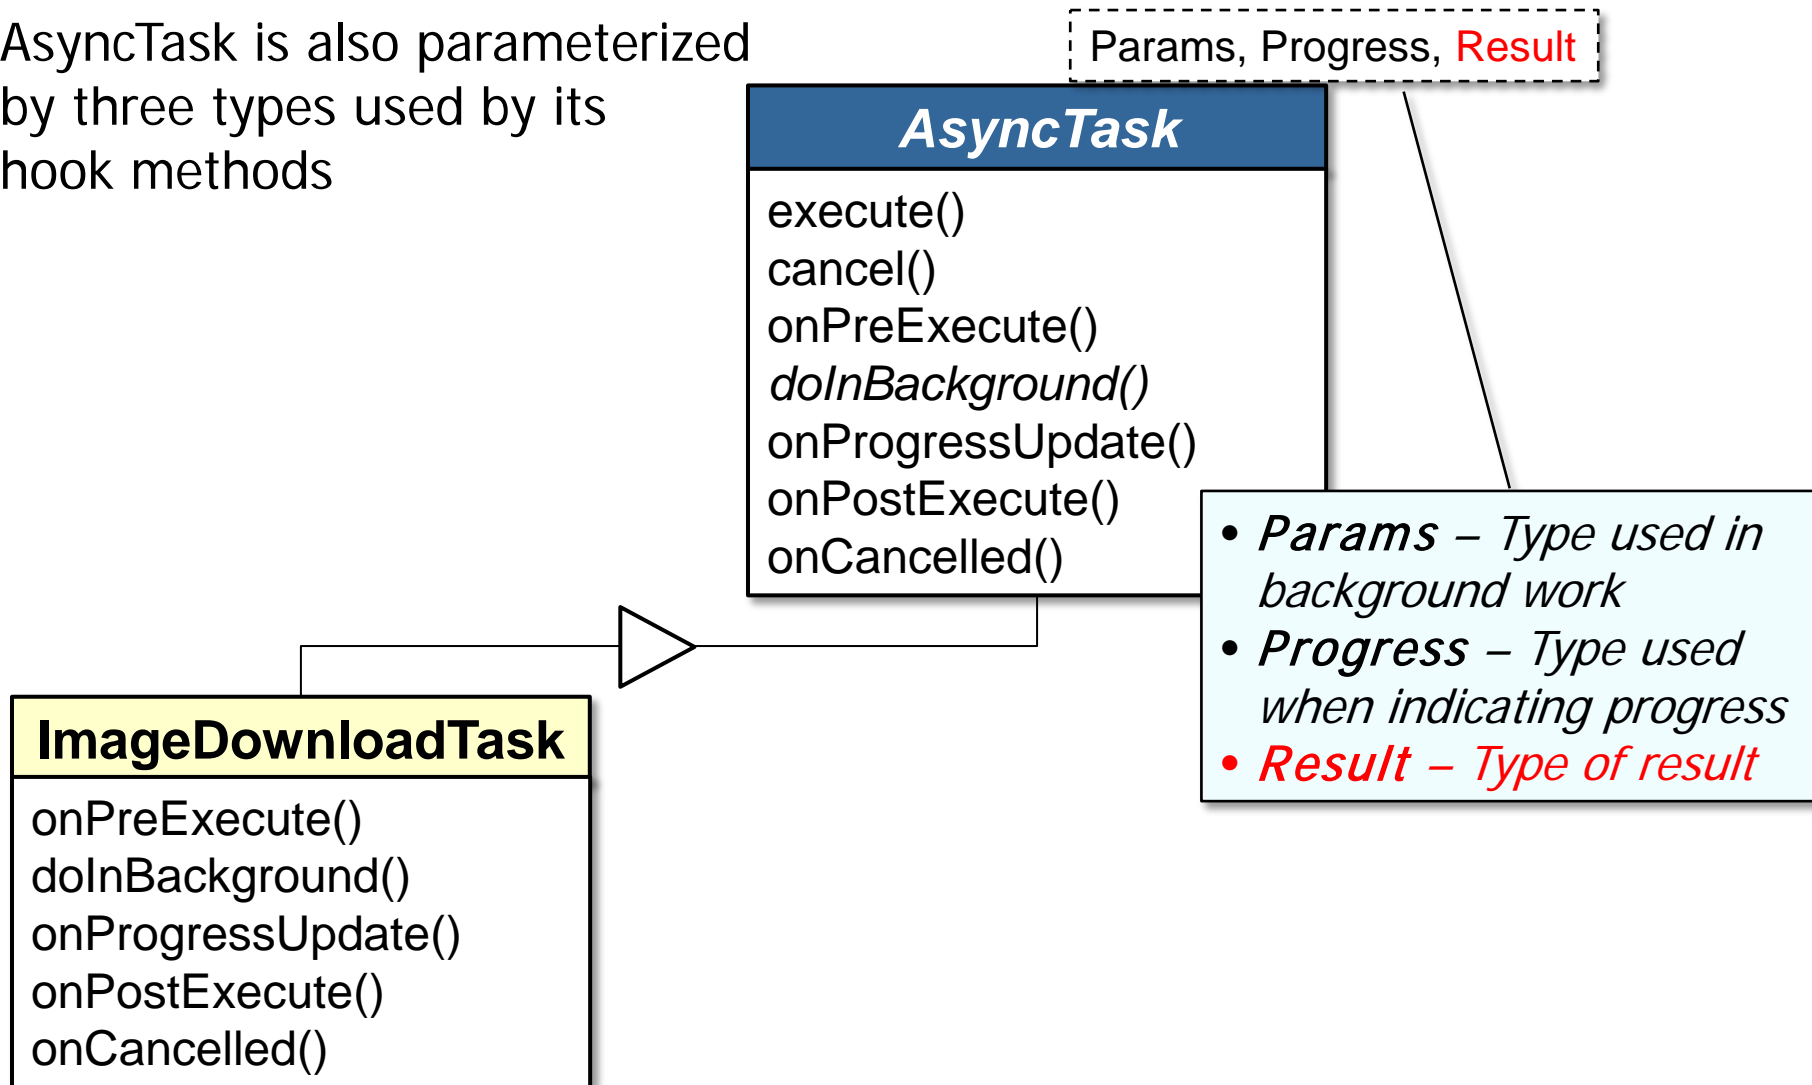 AsyncTask is also parameterized
by three types used by its
hook methods
Params, Progress, Result
AsyncTask
execute()
cancel()
onPreExecute()
doInBackground()
onProgressUpdate()
onPostExecute()
onCancelled()
• Params – Type used in
background work
• Progress – Type used
when indicating progress
• Result – Type of result
ImageDownloadTask
onPreExecute()
doInBackground()
onProgressUpdate()
onPostExecute()
onCancelled()